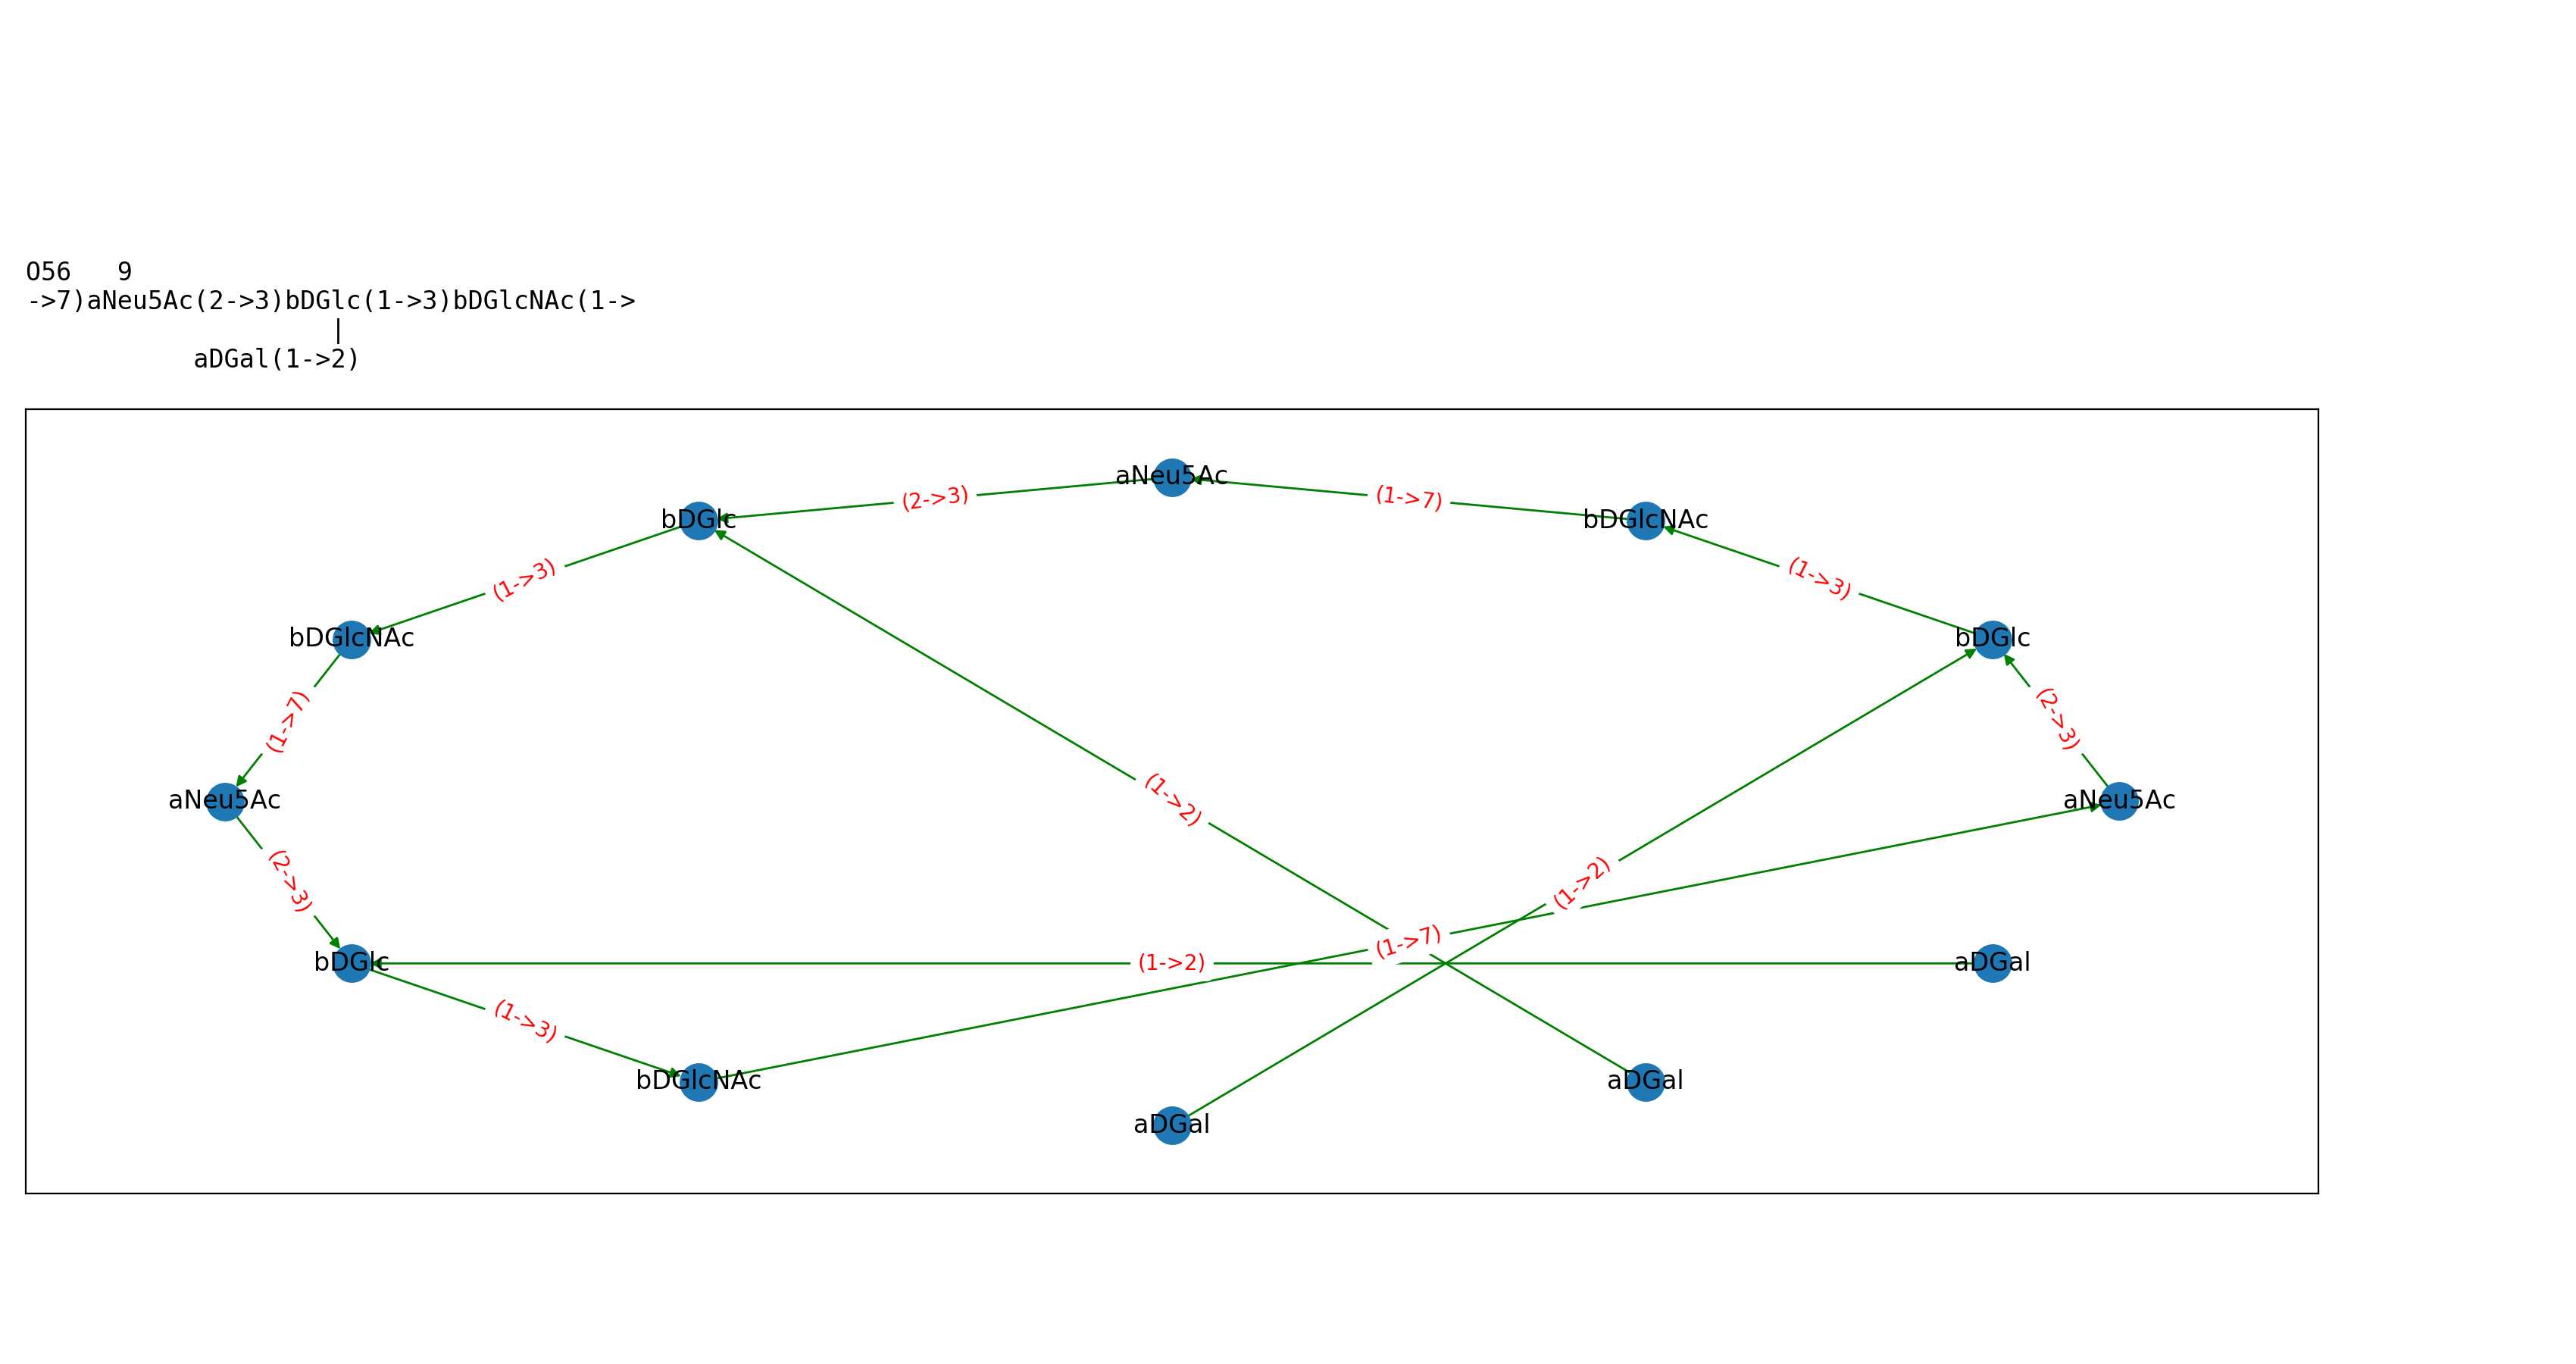 O56   9
->7)aNeu5Ac(2->3)bDGlc(1->3)bDGlcNAc(1->
|
aDGal(1->2)
aNeu5Ac
(2->3)
(1->7)
bDGlc
bDGlcNAc
(1->3)
(1->3)
bDGlcNAc
bDGlc
(1->7)
(2->3)
aNeu5Ac
(1->2)
aNeu5Ac
(2->3)
(1->2)
(1->7)
bDGlc
(1->2)
aDGal
(1->3)
bDGlcNAc
aDGal
aDGal